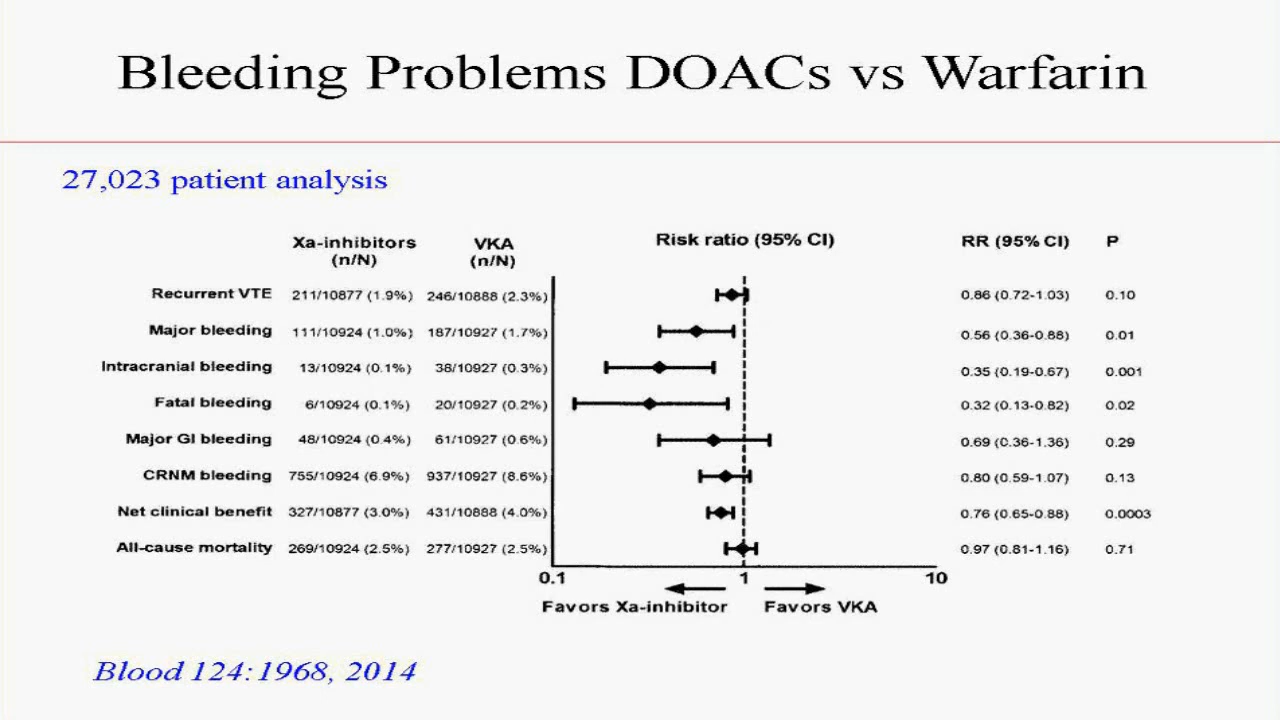 Bleeding Problems DOACs vs Warfarin
27,023 patient analysis
Xa-inhibitors (n/N) VKA (n/N) Risk ratio (95% CI) RR (95% CI) P
Recurrent VTE 211/10877 (1.9%) 246/10888 (2.3%) 0.86 (0.72-1.03) 0.10
Major bleeding 111/10924 (1.0%) 187/10927 (1.7%) 0.56 (0.36-0.88) 0.01
Intracranial bleeding 13/10924 (0.1%) 38/10927 (0.3%) 0.35 (0.19-0.67) 0.001
Fatal bleeding 6/10924 (0.1%) 20/10927 (0.2%) 0.32 (0.13-0.82) 0.02
Major GI bleeding 48/10924 (0.4%) 61/10927 (0.6%) 0.69 (0.36-1.36) 0.29
CRNM bleeding 755/10924 (6.9%) 937/10927 (8.6%) 0.80 (0.59-1.07) 0.13
Net clinical benefit 327/10877 (3.0%) 431/10888 (4.0%) 0.76 (0.65-0.88) 0.0003
All-cause mortality 269/10924 (2.5%) 277/10927 (2.5%) 0.97 (0.81-1.16) 0.71
0.1 1 10
Favors Xa-inhibitor Favors VKA
Blood 124:1968, 2014